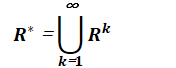 R* = ⋃_{k=1}^{∞} R^k